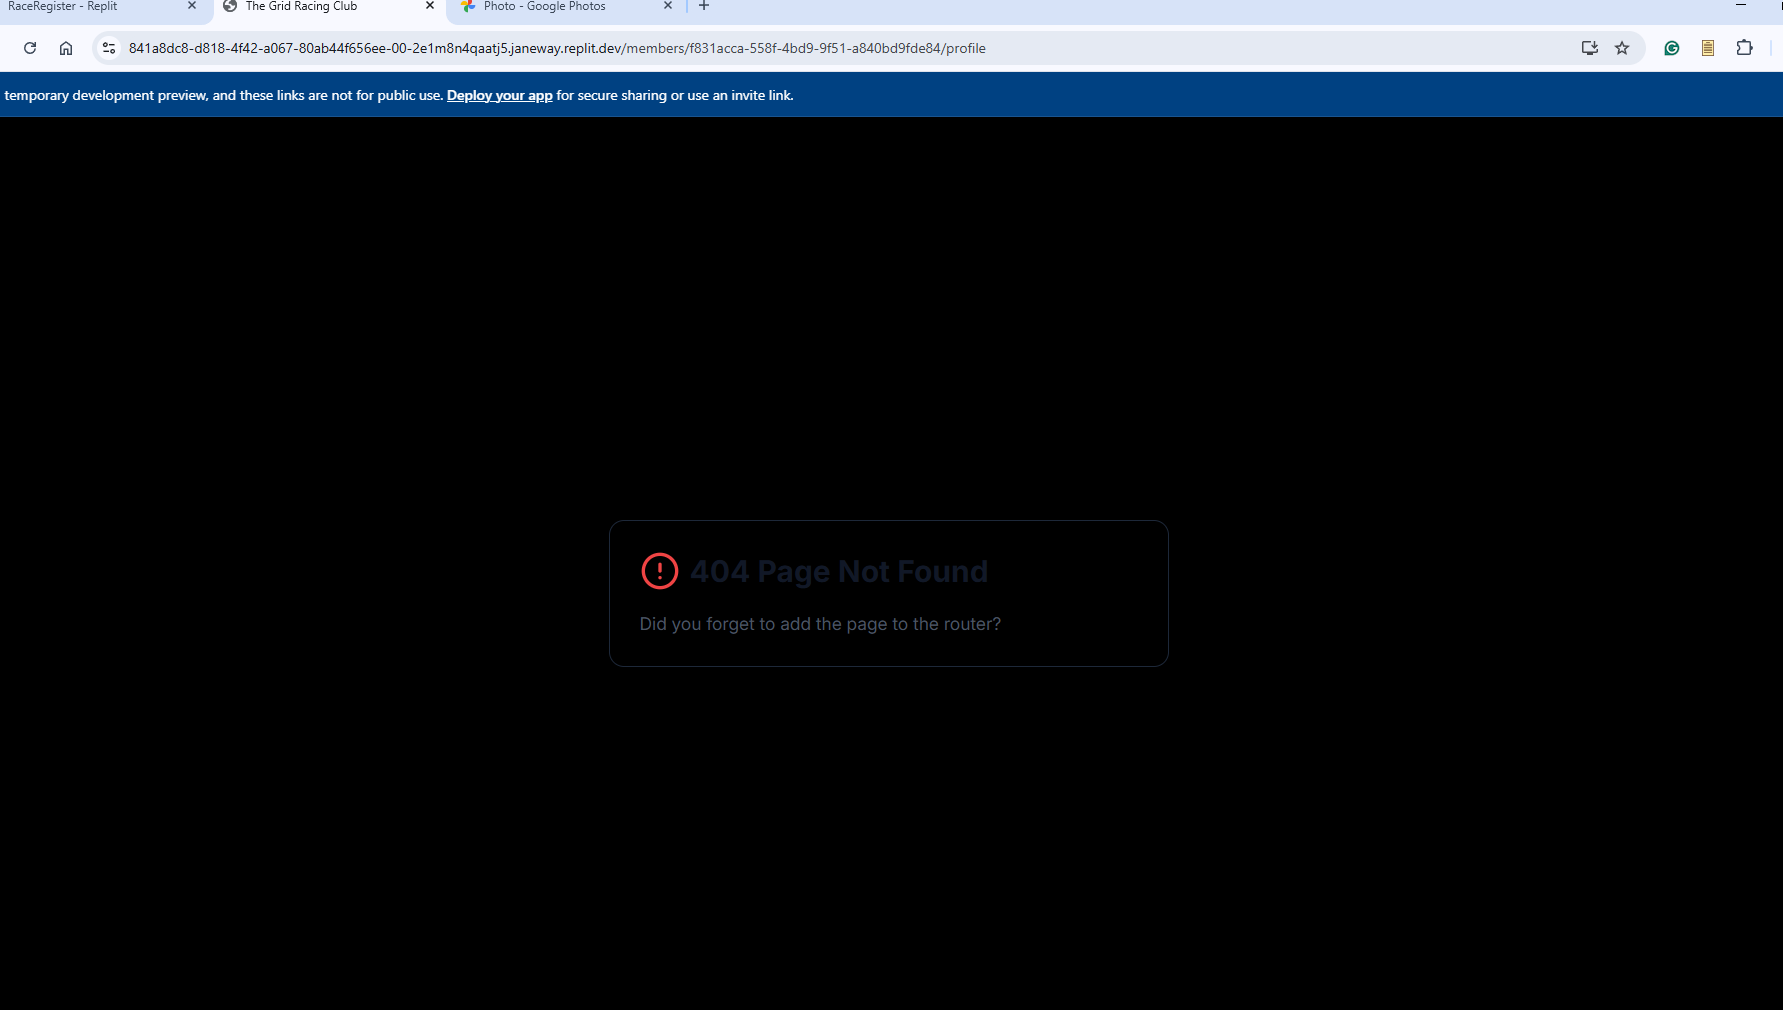 RaceRegister - Replit
The Grid Racing Club
Photo - Google Photos
841a8dc8-d818-4f42-a067-80ab44f656ee-00-2e1m8n4qaatj5.janeway.replit.dev/members/f831acca-558f-4bd9-9f51-a840bd9fde84/profile
temporary development preview, and these links are not for public use. Deploy your app for secure sharing or use an invite link.
404 Page Not Found
Did you forget to add the page to the router?